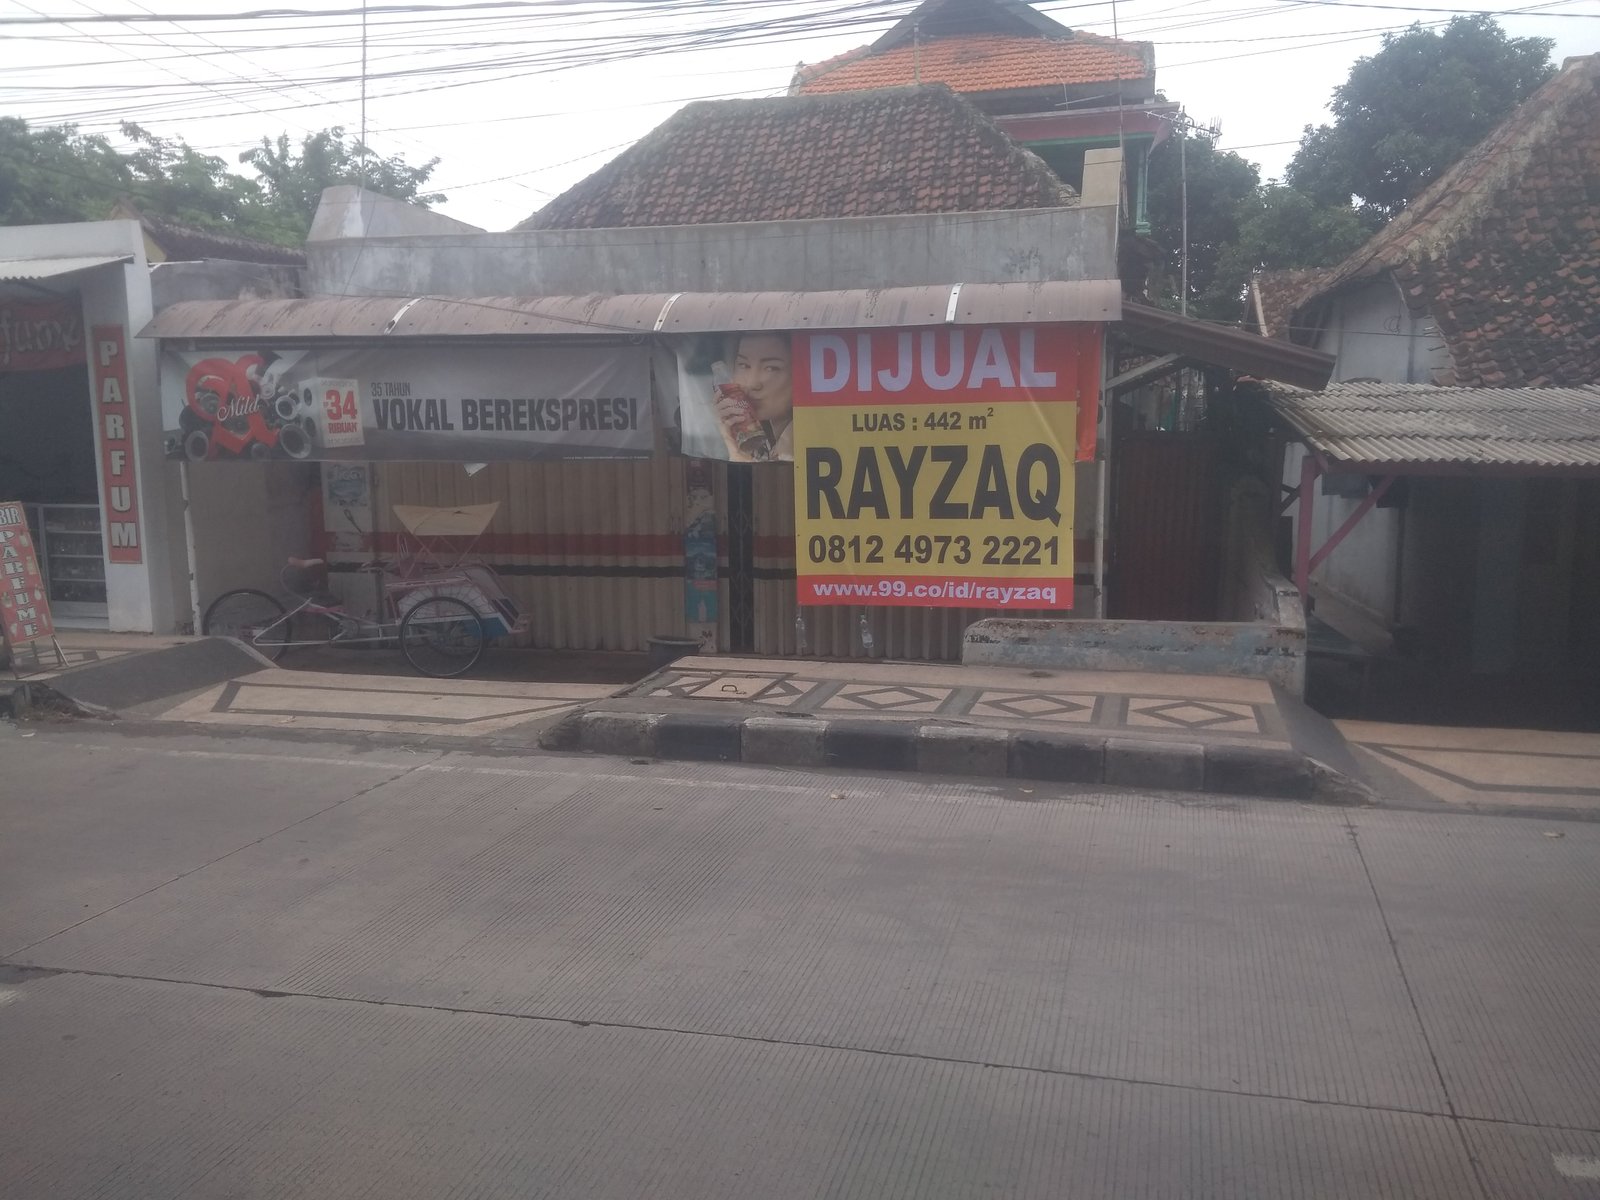 PARFUM
BIR
PARFUME
A
Mild
34
RIBUAN
35 TAHUN
VOKAL BEREKSPRESI
DIJUAL
LUAS : 442 m²
RAYZAQ
0812 4973 2221
www.99.co/id/rayzaq